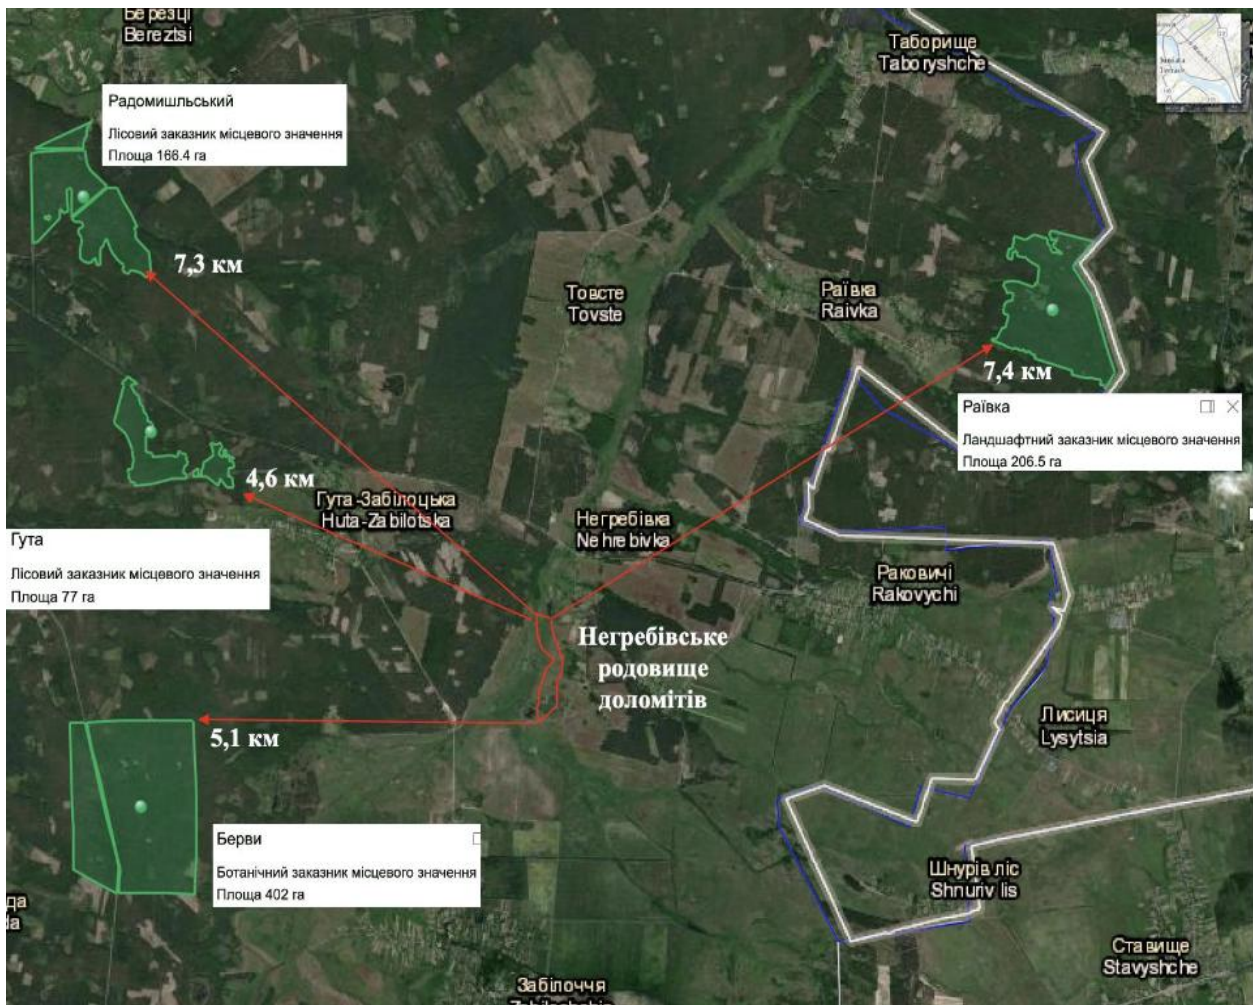 Березці
Bereztsi
Таборище
Taboryshche
Радомишльський
Лісовий заказник місцевого значення
Площа 166.4 га
7,3 км
Товсте
Tovste
Раївка
Raivka
7,4 км
Раївка
Ландшафтний заказник місцевого значення
Площа 206.5 га
4,6 км
Гута-Забілоцька
Huta-Zabilotska
Негребівка
Nehrebivka
Гута
Лісовий заказник місцевого значення
Площа 77 га
Раковичі
Rakovychi
Негребівське
родовище
доломітів
5,1 км
Лисиця
Lysytsia
Берви
Ботанічний заказник місцевого значення
Площа 402 га
Шнурів ліс
Shnuriv lis
да
da
Ставище
Stavyshche
Забілоччя